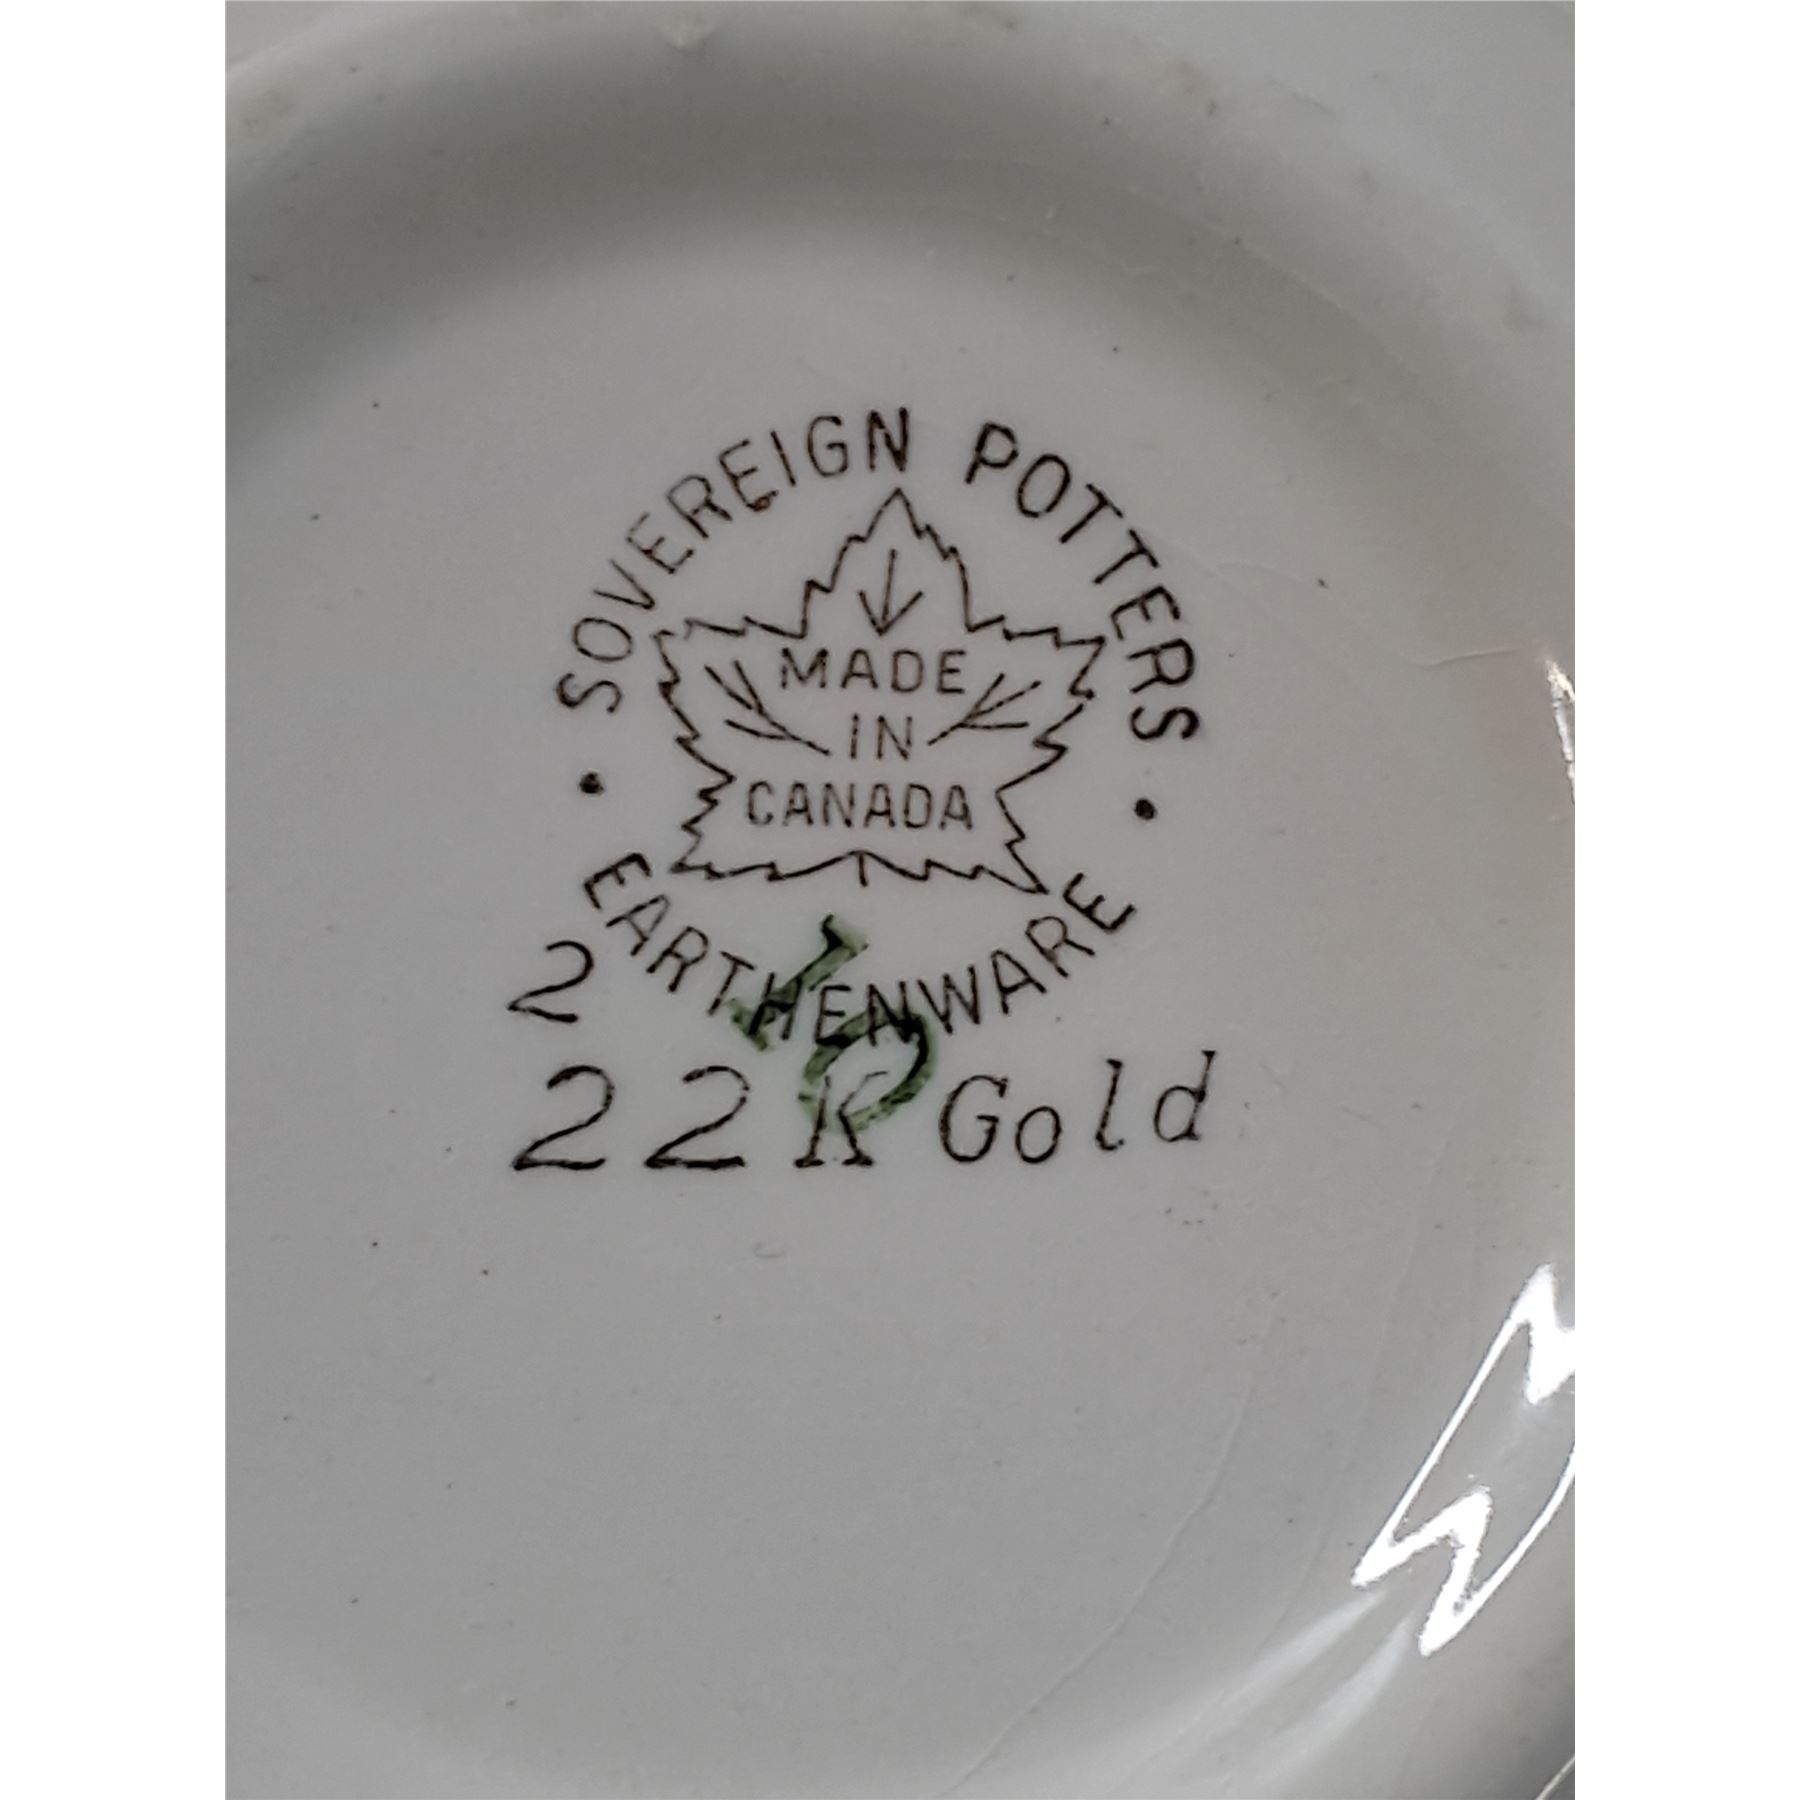 SOVEREIGN POTTERS
MADE
IN
CANADA
EARTHENWARE
2
22K Gold